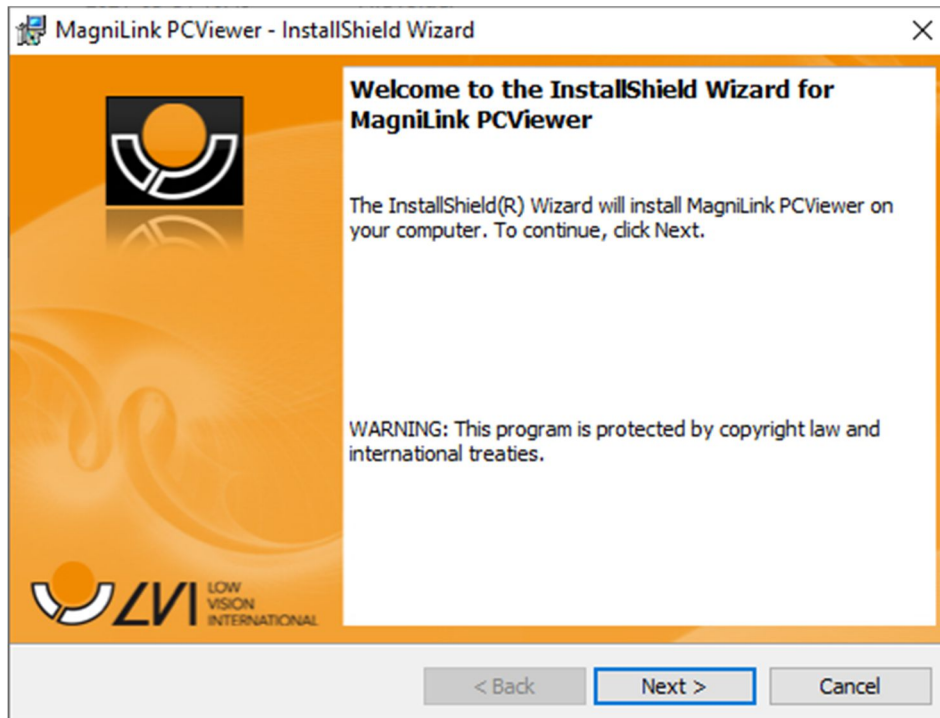 MagniLink PCViewer - InstallShield Wizard
Welcome to the InstallShield Wizard for
MagniLink PCViewer
The InstallShield(R) Wizard will install MagniLink PCViewer on
your computer. To continue, click Next.
WARNING: This program is protected by copyright law and
international treaties.
LVI
LOW
VISION
INTERNATIONAL
< Back
Next >
Cancel